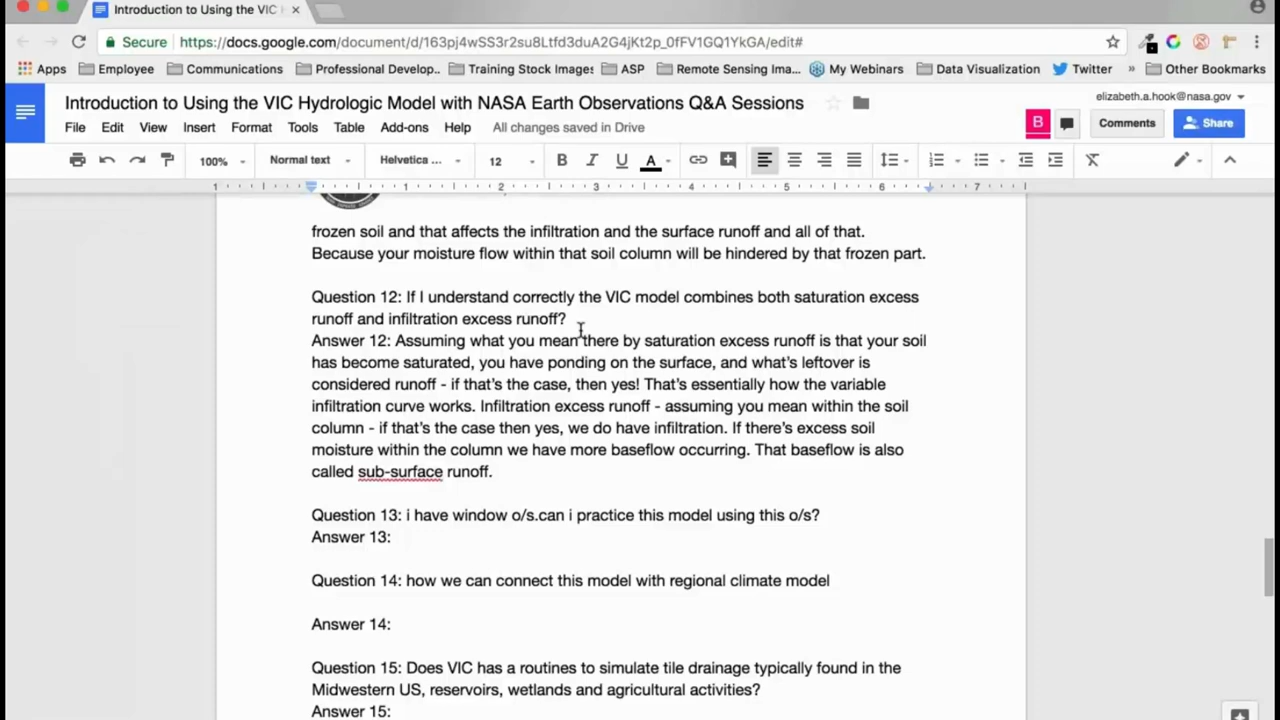 Introduction to Using the VIC
Secure https://docs.google.com/document/d/163pj4wSS3r2su8Ltfd3duA2G4jKt2p_0fFV1GQ1YkGA/edit#
Apps Employee Communications Professional Develop.. Training Stock Images ASP Remote Sensing Ima... My Webinars Data Visualization Twitter » Other Bookmarks
Introduction to Using the VIC Hydrologic Model with NASA Earth Observations Q&A Sessions
elizabeth.a.hook@nasa.gov
File Edit View Insert Format Tools Table Add-ons Help All changes saved in Drive
B Comments Share
100% Normal text Helvetica ... 12 B I U A
1 1 2 3 4 5 6 7
frozen soil and that affects the infiltration and the surface runoff and all of that.
Because your moisture flow within that soil column will be hindered by that frozen part.
Question 12: If I understand correctly the VIC model combines both saturation excess
runoff and infiltration excess runoff?
Answer 12: Assuming what you mean there by saturation excess runoff is that your soil
has become saturated, you have ponding on the surface, and what's leftover is
considered runoff - if that's the case, then yes! That's essentially how the variable
infiltration curve works. Infiltration excess runoff - assuming you mean within the soil
column - if that's the case then yes, we do have infiltration. If there's excess soil
moisture within the column we have more baseflow occurring. That baseflow is also
called sub-surface runoff.
Question 13: i have window o/s.can i practice this model using this o/s?
Answer 13:
Question 14: how we can connect this model with regional climate model
Answer 14:
Question 15: Does VIC has a routines to simulate tile drainage typically found in the
Midwestern US, reservoirs, wetlands and agricultural activities?
Answer 15: